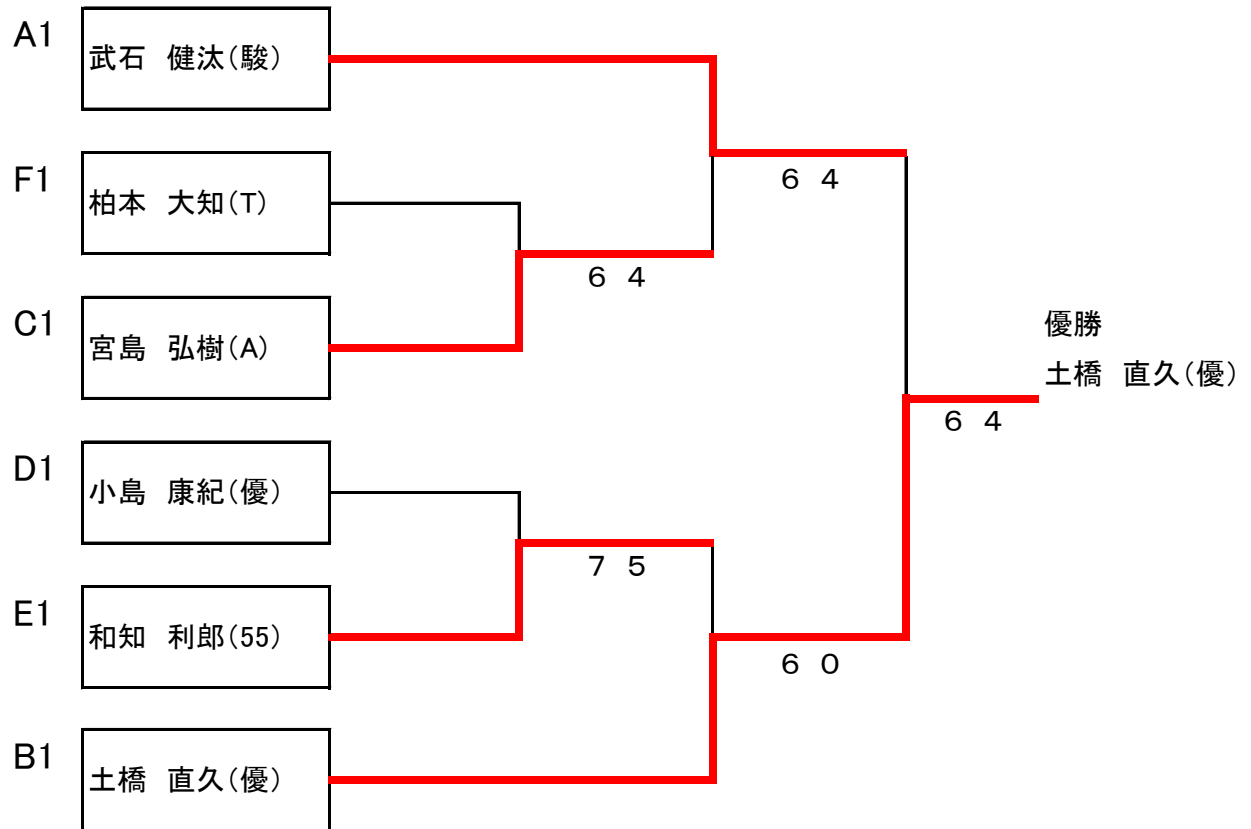 A1
武石　健汰(駿)
F1
柏本　大知(T)
C1
宮島　弘樹(A)
D1
小島　康紀(優)
E1
和知　利郎(55)
B1
土橋　直久(優)
６ ４
６ ４
７ ５
６ ０
６ ４
優勝
土橋　直久(優)